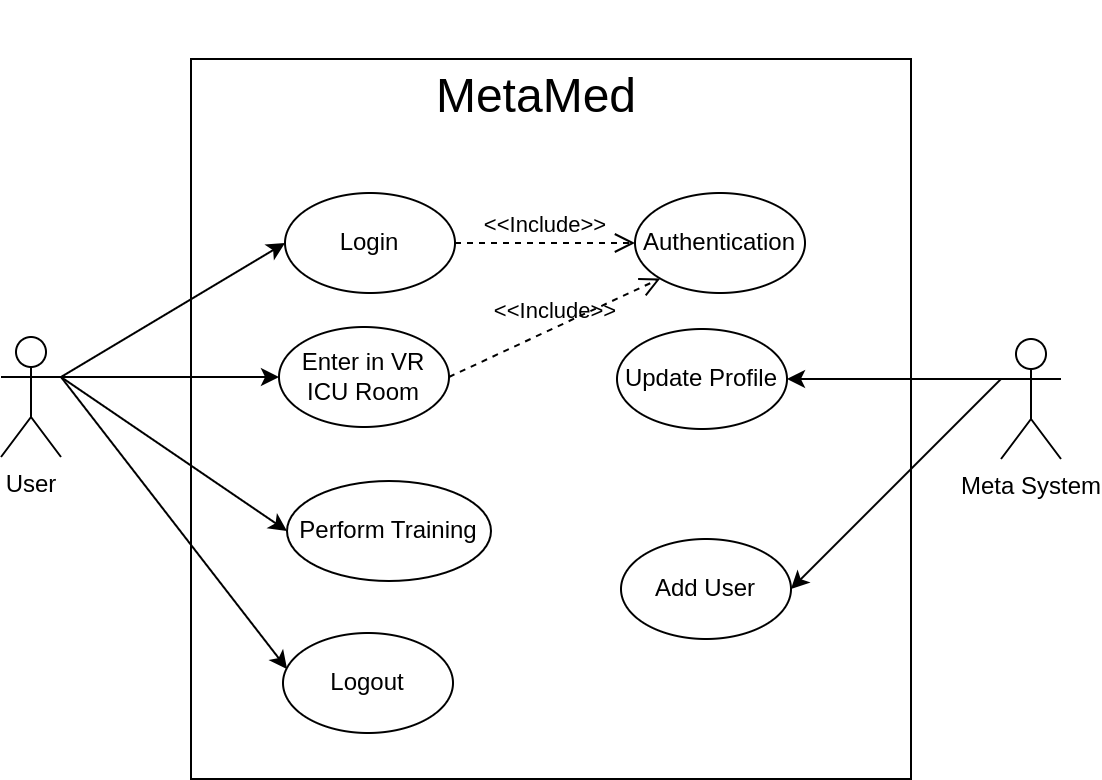 MetaMed
Login
<<Include>>
Authentication
<<Include>>
Enter in VR
ICU Room
Update Profile
User
Meta System
Perform Training
Add User
Logout